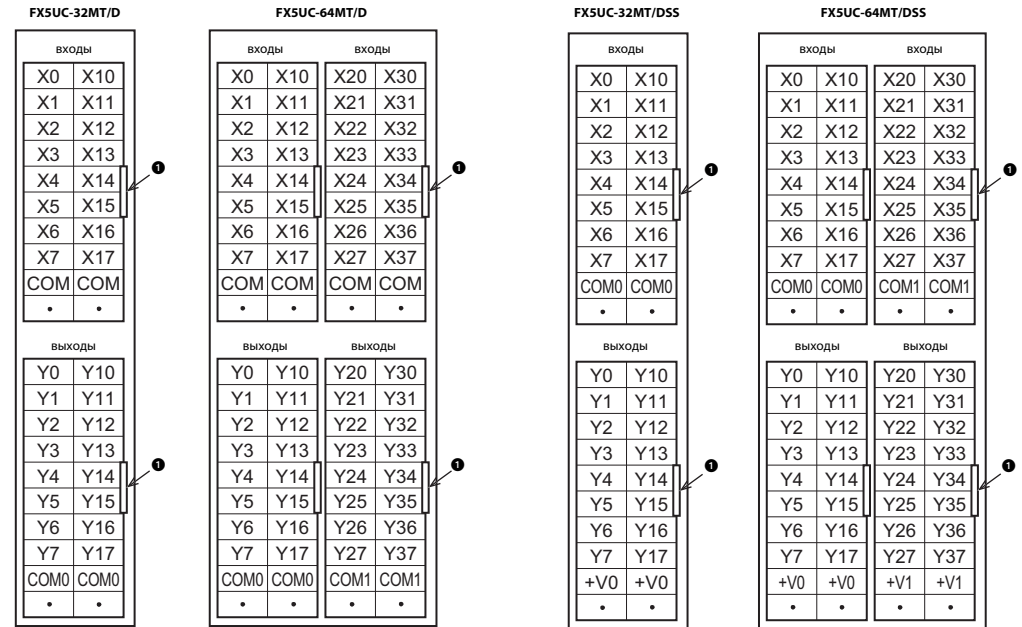 FX5UC-32MT/D FX5UC-64MT/D FX5UC-32MT/DSS FX5UC-64MT/DSS
входы входы входы входы входы входы
X0 X10 X0 X10 X20 X30 X0 X10 X0 X10 X20 X30
X1 X11 X1 X11 X21 X31 X1 X11 X1 X11 X21 X31
X2 X12 X2 X12 X22 X32 X2 X12 X2 X12 X22 X32
X3 X13 X3 X13 X23 X33 X3 X13 X3 X13 X23 X33
❶ ❶ ❶ ❶
X4 X14 X4 X14 X24 X34 X4 X14 X4 X14 X24 X34
X5 X15 X5 X15 X25 X35 X5 X15 X5 X15 X25 X35
X6 X16 X6 X16 X26 X36 X6 X16 X6 X16 X26 X36
X7 X17 X7 X17 X27 X37 X7 X17 X7 X17 X27 X37
COM COM COM COM COM COM COM0 COM0 COM0 COM0 COM1 COM1
• • • • • • • • • • • •
выходы выходы выходы выходы выходы выходы
Y0 Y10 Y0 Y10 Y20 Y30 Y0 Y10 Y0 Y10 Y20 Y30
Y1 Y11 Y1 Y11 Y21 Y31 Y1 Y11 Y1 Y11 Y21 Y31
Y2 Y12 Y2 Y12 Y22 Y32 Y2 Y12 Y2 Y12 Y22 Y32
Y3 Y13 Y3 Y13 Y23 Y33 Y3 Y13 Y3 Y13 Y23 Y33
❶ ❶ ❶ ❶
Y4 Y14 Y4 Y14 Y24 Y34 Y4 Y14 Y4 Y14 Y24 Y34
Y5 Y15 Y5 Y15 Y25 Y35 Y5 Y15 Y5 Y15 Y25 Y35
Y6 Y16 Y6 Y16 Y26 Y36 Y6 Y16 Y6 Y16 Y26 Y36
Y7 Y17 Y7 Y17 Y27 Y37 Y7 Y17 Y7 Y17 Y27 Y37
COM0 COM0 COM0 COM0 COM1 COM1 +V0 +V0 +V0 +V0 +V1 +V1
• • • • • • • • • • • •